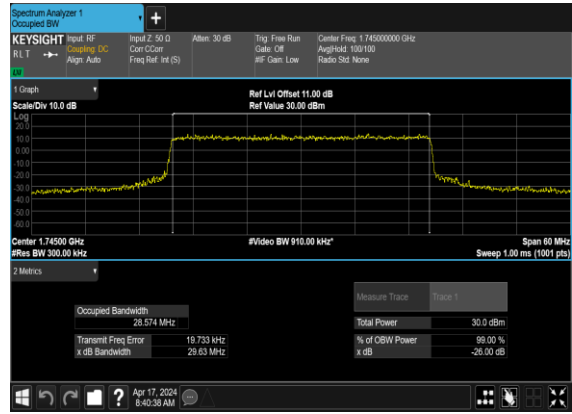 Spectrum Analyzer 1
Occupied BW
+
KEYSIGHT Input: RF Input Z: 50 Ω Atten: 30 dB Trig: Free Run Center Freq: 1.745000000 GHz
RLT Coupling: DC Corr CCorr Gate: Off Avg|Hold: 100/100
Align: Auto Freq Ref: Int (S) #IF Gain: Low Radio Std: None
LW
1 Graph
Ref Lvl Offset 11.00 dB
Scale/Div 10.0 dB Ref Value 30.00 dBm
Log
20.0
10.0
0.00
-10.0
-20.0
-30.0
-40.0
-50.0
-60.0
Center 1.74500 GHz #Video BW 910.00 kHz* Span 60 MHz
#Res BW 300.00 kHz Sweep 1.00 ms (1001 pts)
2 Metrics
Measure Trace Trace 1
Occupied Bandwidth
28.574 MHz Total Power 30.0 dBm
Transmit Freq Error 19.733 kHz % of OBW Power 99.00 %
x dB Bandwidth 29.63 MHz x dB -26.00 dB
? Apr 17, 2024
8:40:38 AM